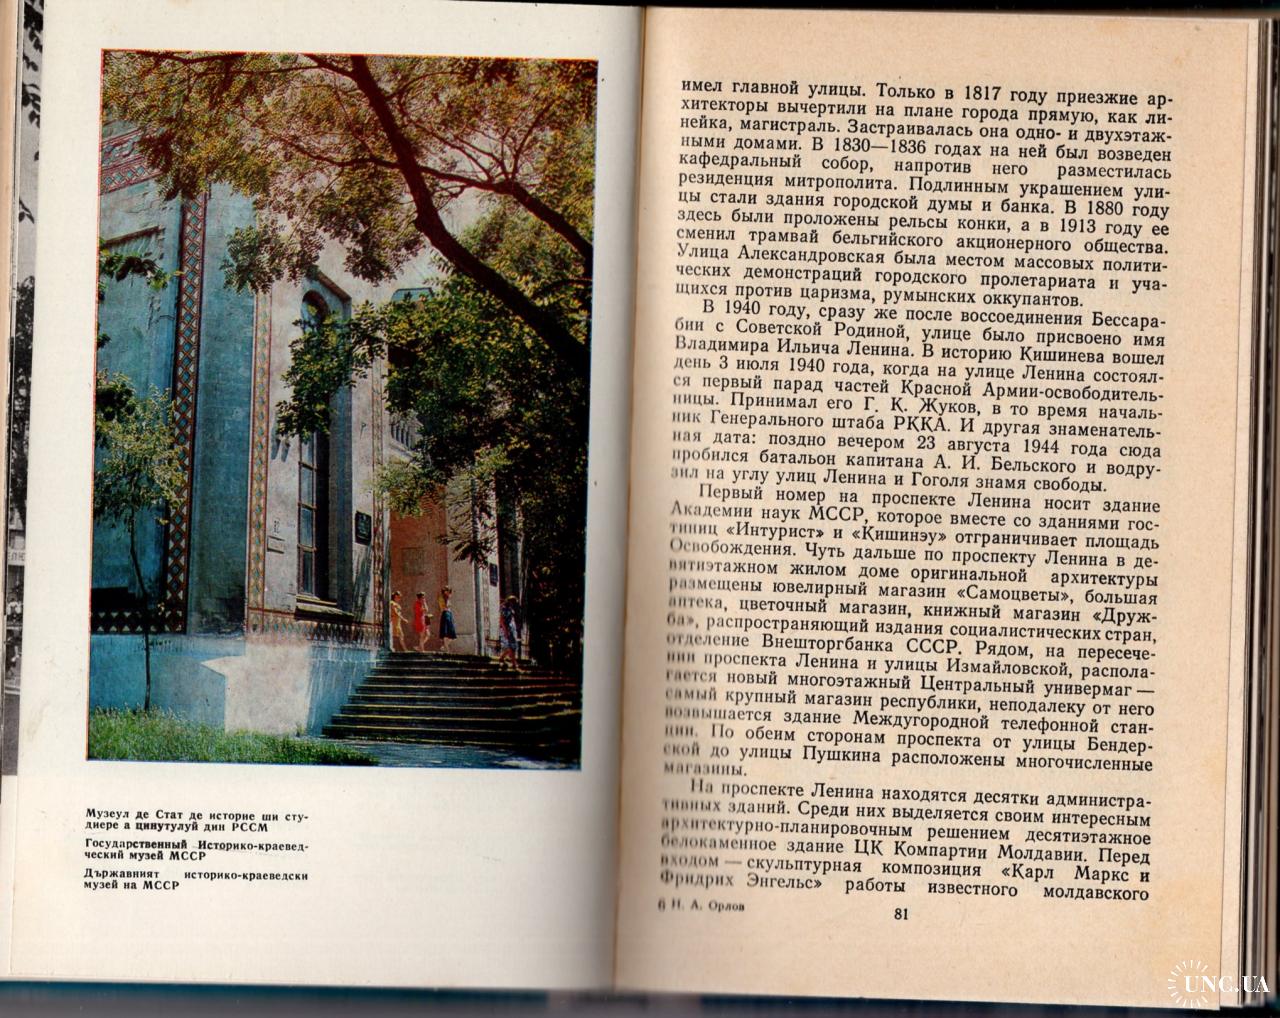 Музеул де Стат де историе ши сту-
диере а цинутулуй дин РССМ
Государственный Историко-краевед-
ческий музей МССР
Държавният историко-краеведски
музей на МССР
имел главной улицы. Только в 1817 году приезжие ар-
хитекторы вычертили на плане города прямую, как ли-
нейка, магистраль. Застраивалась она одно- и двухэтаж-
ными домами. В 1830—1836 годах на ней был возведен
кафедральный собор, напротив него разместилась
резиденция митрополита. Подлинным украшением ули-
цы стали здания городской думы и банка. В 1880 году
здесь были проложены рельсы конки, а в 1913 году ее
сменил трамвай бельгийского акционерного общества.
Улица Александровская была местом массовых полити-
ческих демонстраций городского пролетариата и уча-
щихся против царизма, румынских оккупантов.
В 1940 году, сразу же после воссоединения Бессара-
бии с Советской Родиной, улице было присвоено имя
Владимира Ильича Ленина. В историю Кишинева вошел
день 3 июля 1940 года, когда на улице Ленина состоял-
ся первый парад частей Красной Армии-освободитель-
ницы. Принимал его Г. К. Жуков, в то время началь-
ник Генерального штаба РККА. И другая знаменатель-
ная дата: поздно вечером 23 августа 1944 года сюда
пробился батальон капитана А. И. Бельского и водру-
зил на углу улиц Ленина и Гоголя знамя свободы.
Первый номер на проспекте Ленина носит здание
Академии наук МССР, которое вместе со зданиями гос-
тиниц «Интурист» и «Кишинэу» отграничивает площадь
Освобождения. Чуть дальше по проспекту Ленина в де-
вятиэтажном жилом доме оригинальной архитектуры
размещены ювелирный магазин «Самоцветы», большая
аптека, цветочный магазин, книжный магазин «Друж-
ба», распространяющий издания социалистических стран,
отделение Внешторгбанка СССР. Рядом, на пересече-
нии проспекта Ленина и улицы Измайловской, распола-
гается новый многоэтажный Центральный универмаг —
самый крупный магазин республики, неподалеку от него
возвышается здание Междугородной телефонной стан-
ции. По обеим сторонам проспекта от улицы Бендер-
ской до улицы Пушкина расположены многочисленные
магазины.
На проспекте Ленина находятся десятки администра-
тивных зданий. Среди них выделяется своим интересным
архитектурно-планировочным решением десятиэтажное
белокаменное здание ЦК Компартии Молдавии. Перед
входом — скульптурная композиция «Карл Маркс и
Фридрих Энгельс» работы известного молдавского
6 Н. А. Орлов
81
UNC.UA